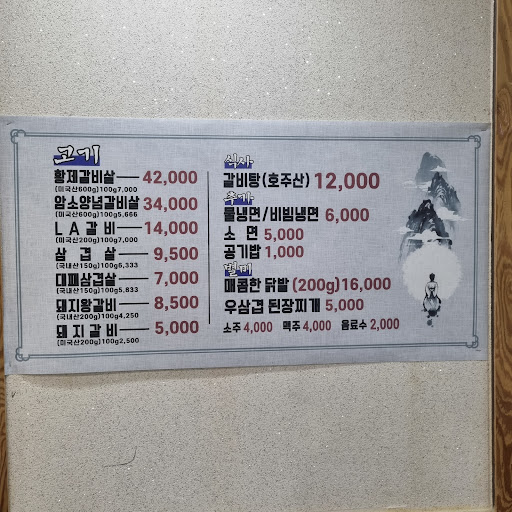 고기
황제갈비살 42,000
(미국산600g)100g7,000
암소양념갈비살 34,000
(미국산600g)100g5,666
LA갈비 14,000
(미국산200g)100g7,000
삼겹살 9,500
(국내산150g)100g6,333
대패삼겹살 7,000
(국내산150g)100g5,833
돼지왕갈비 8,500
(국내산200g)100g4,250
돼지갈비 5,000
(미국산200g)100g2,500
식사
갈비탕(호주산) 12,000
추가
물냉면/비빔냉면 6,000
소면 5,000
공기밥 1,000
별미
매콤한 닭발 (200g)16,000
우삼겹 된장찌개 5,000
소주 4,000 맥주 4,000 음료수 2,000